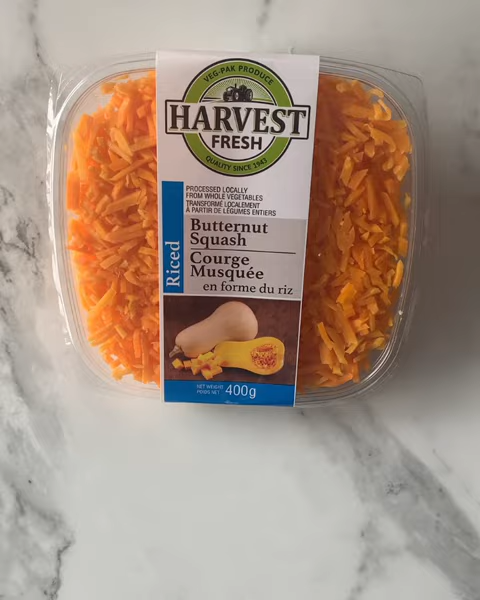 VEG-PAK PRODUCE
HARVEST
FRESH
QUALITY SINCE 1943
PROCESSED LOCALLY
FROM WHOLE VEGETABLES
TRANSFORMÉ LOCALEMENT
À PARTIR DE LÉGUMES ENTIERS
Riced
Butternut
Squash
Courge
Musquée
en forme du riz
NET WEIGHT
POIDS NET
400g